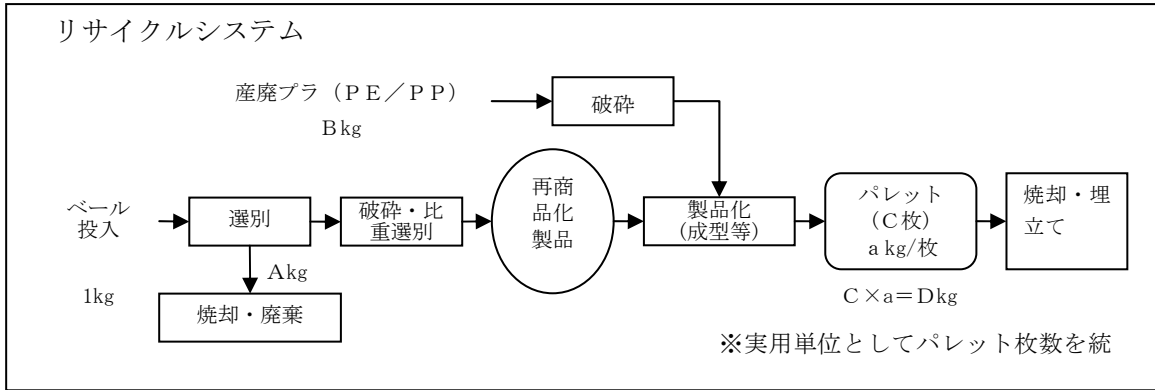 リサイクルシステム
産廃プラ(PE/PP)
Bkg
破砕
ベール
投入
1kg
選別
Akg
焼却・廃棄
破砕・比
重選別
再商
品化
製品
製品化
(成型等)
パレット
(C枚)
a kg/枚
C×a=Dkg
焼却・埋
立て
※実用単位としてパレット枚数を統